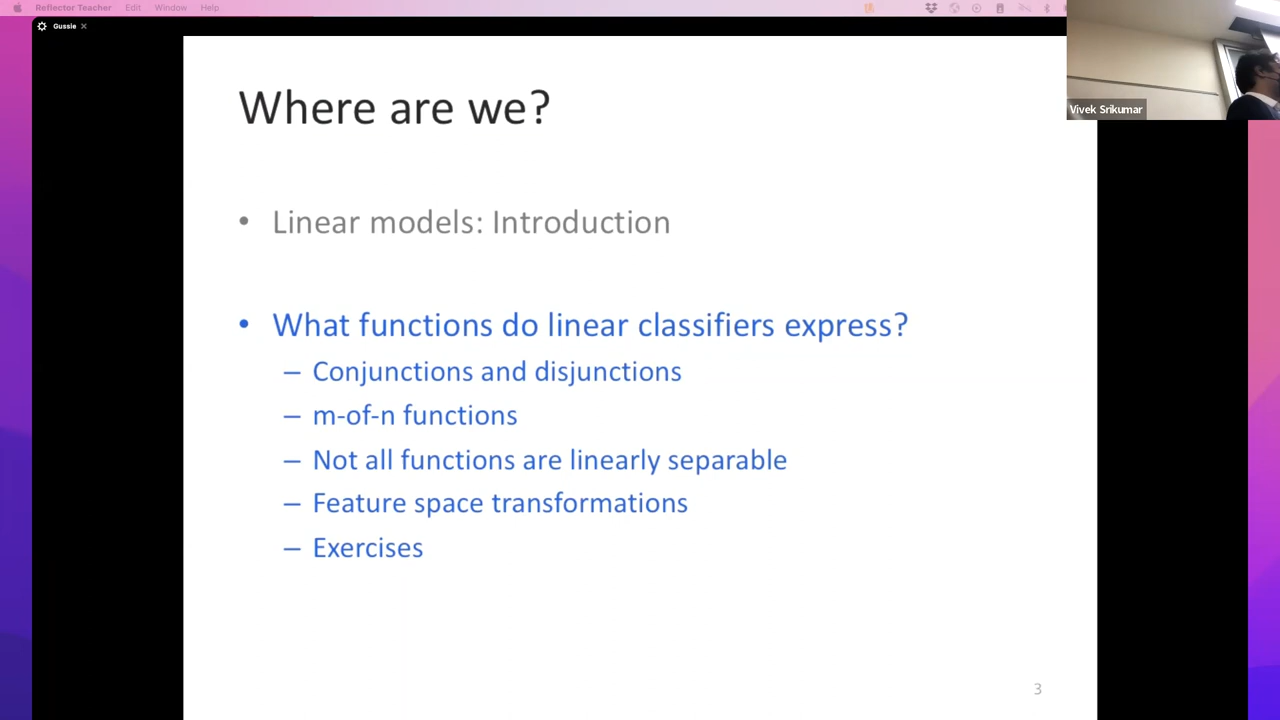 Reflector Teacher Edit Window Help
Gussie
Vivek Srikumar
Where are we?
• Linear models: Introduction
• What functions do linear classifiers express?
– Conjunctions and disjunctions
– m-of-n functions
– Not all functions are linearly separable
– Feature space transformations
– Exercises
3